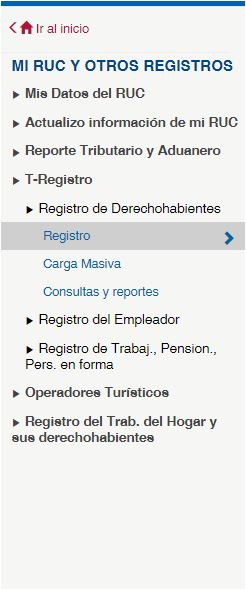 Ir al inicio
MI RUC Y OTROS REGISTROS
Mis Datos del RUC
Actualizo información de mi RUC
Reporte Tributario y Aduanero
T-Registro
Registro de Derechohabientes
Registro
Carga Masiva
Consultas y reportes
Registro del Empleador
Registro de Trabaj., Pension.,
Pers. en forma
Operadores Turísticos
Registro del Trab. del Hogar y
sus derechohabientes